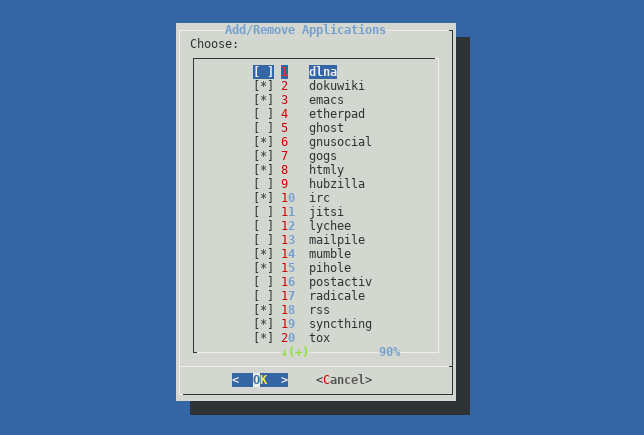 Add/Remove Applications
Choose:
[ ] 1 dlna
[*] 2 dokuwiki
[*] 3 emacs
[ ] 4 etherpad
[ ] 5 ghost
[*] 6 gnusocial
[*] 7 gogs
[*] 8 htmly
[ ] 9 hubzilla
[*] 10 irc
[ ] 11 jitsi
[ ] 12 lychee
[ ] 13 mailpile
[*] 14 mumble
[*] 15 pihole
[ ] 16 postactiv
[ ] 17 radicale
[*] 18 rss
[*] 19 syncthing
[*] 20 tox
↓(+) 90%
< OK > <Cancel>